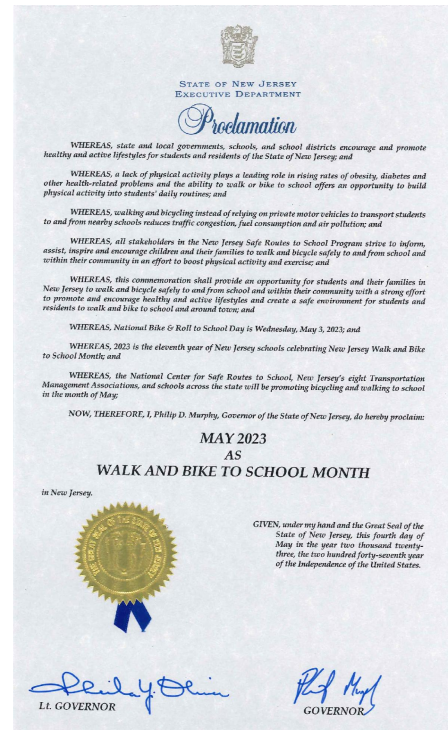 STATE OF NEW JERSEY
EXECUTIVE DEPARTMENT
Proclamation
WHEREAS, state and local governments, schools, and school districts encourage and promote
healthy and active lifestyles for students and residents of the State of New Jersey; and
WHEREAS, a lack of physical activity plays a leading role in rising rates of obesity, diabetes and
other health-related problems and the ability to walk or bike to school offers an opportunity to build
physical activity into students' daily routines; and
WHEREAS, walking and bicycling instead of relying on private motor vehicles to transport students
to and from nearby schools reduces traffic congestion, fuel consumption and air pollution; and
WHEREAS, all stakeholders in the New Jersey Safe Routes to School Program strive to inform,
assist, inspire and encourage children and their families to walk and bicycle safely to and from school and
within their community in an effort to boost physical activity and exercise; and
WHEREAS, this commemoration shall provide an opportunity for students and their families in
New Jersey to walk and bicycle safely to and from school and within their community with a strong effort
to promote and encourage healthy and active lifestyles and create a safe environment for students and
residents to walk and bike to school and around town; and
WHEREAS, National Bike & Roll to School Day is Wednesday, May 3, 2023; and
WHEREAS, 2023 is the eleventh year of New Jersey schools celebrating New Jersey Walk and Bike
to School Month; and
WHEREAS, the National Center for Safe Routes to School, New Jersey's eight Transportation
Management Associations, and schools across the state will be promoting bicycling and walking to school
in the month of May;
NOW, THEREFORE, I, Philip D. Murphy, Governor of the State of New Jersey, do hereby proclaim:
MAY 2023
AS
WALK AND BIKE TO SCHOOL MONTH
in New Jersey.
GIVEN, under my hand and the Great Seal of the
State of New Jersey, this fourth day of
May in the year two thousand twenty-
three, the two hundred forty-seventh year
of the Independence of the United States.
THE GREAT SEAL OF THE STATE OF NEW JERSEY
Sheila Y. Oliver
Lt. GOVERNOR
GOVERNOR